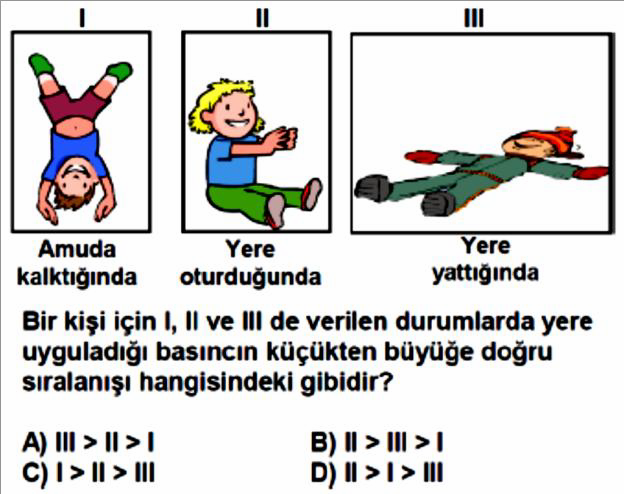 I II III
Amuda
kalktığında
Yere
oturduğunda
Yere
yattığında
Bir kişi için I, II ve III de verilen durumlarda yere
uyguladığı basıncın küçükten büyüğe doğru
sıralanışı hangisindeki gibidir?
A) III > II > I
B) II > III > I
C) I > II > III
D) II > I > III